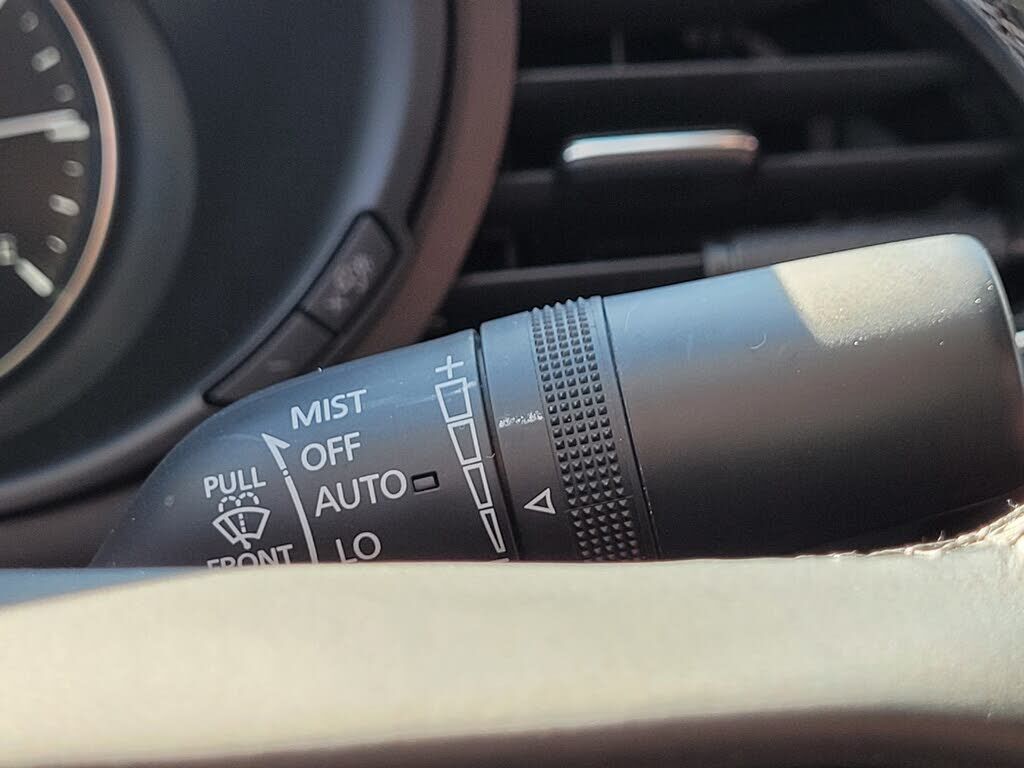 MIST
OFF
AUTO
LO
PULL
FRONT
+